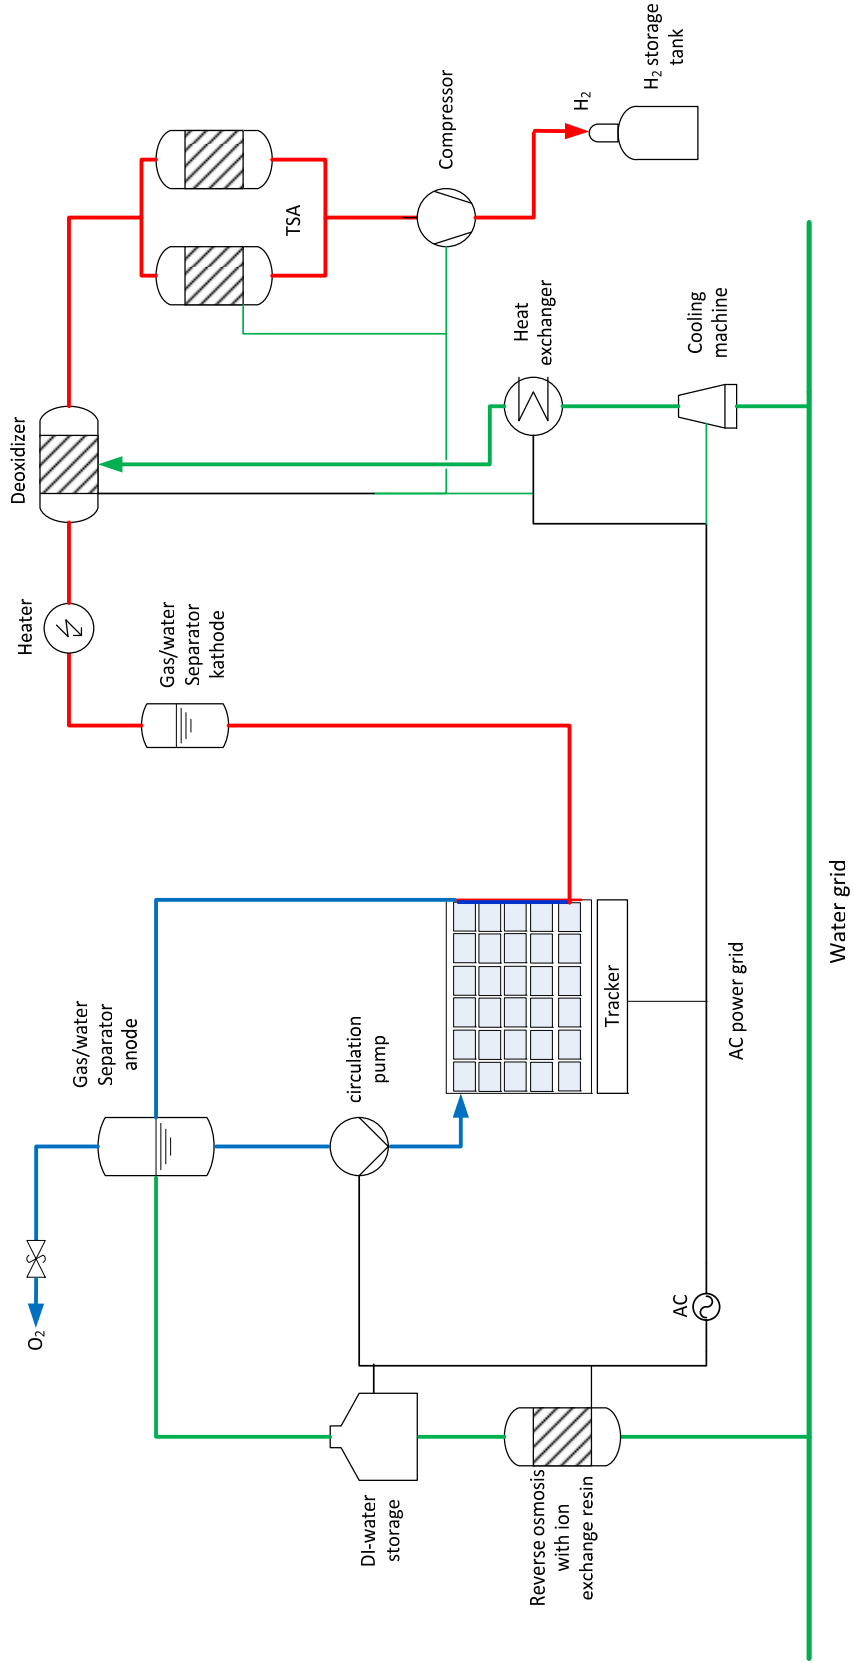 O2
Gas/water
Separator
anode
circulation
pump
DI-water
storage
Reverse osmosis
with ion
exchange resin
AC
Tracker
AC power grid
Water grid
Gas/water
Separator
kathode
Heater
Deoxidizer
TSA
Compressor
Heat
exchanger
Cooling
machine
H2
H2 storage
tank